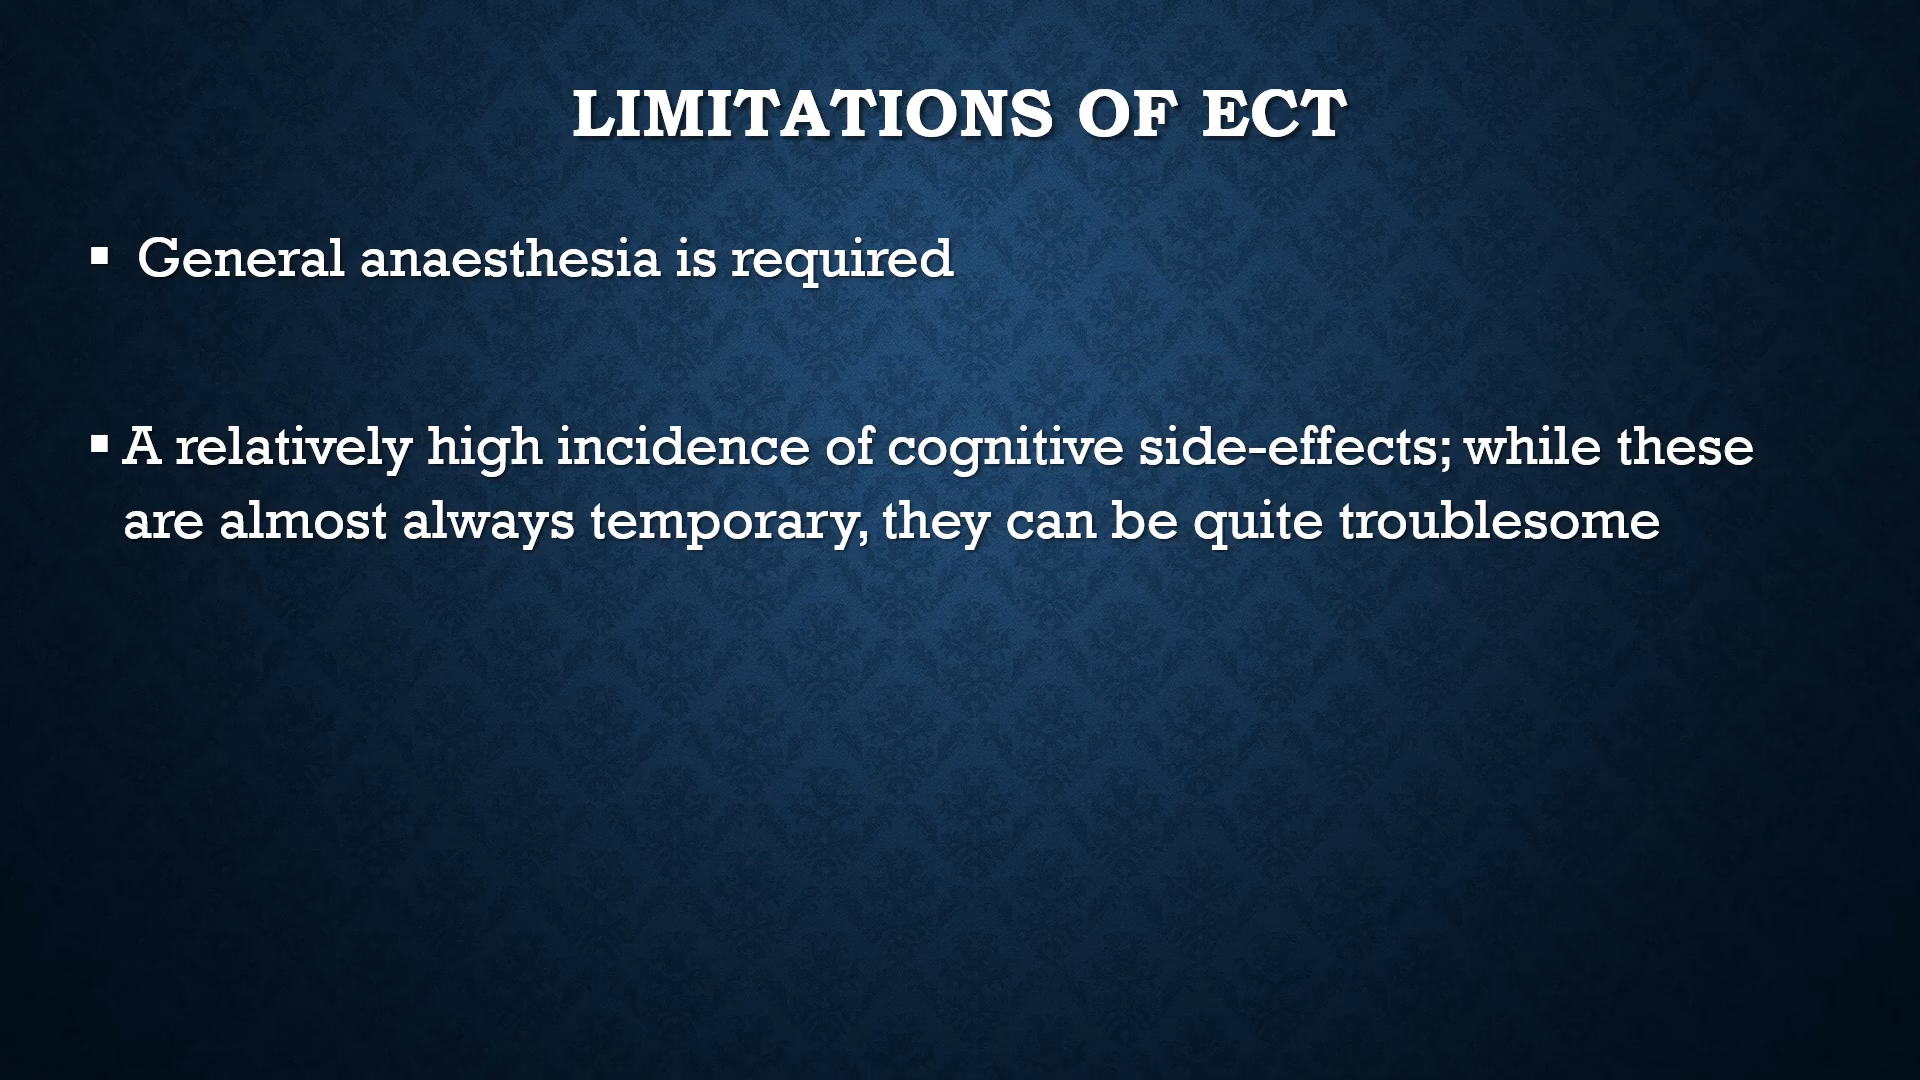 LIMITATIONS OF ECT
▪ General anaesthesia is required
▪ A relatively high incidence of cognitive side-effects; while these
are almost always temporary, they can be quite troublesome